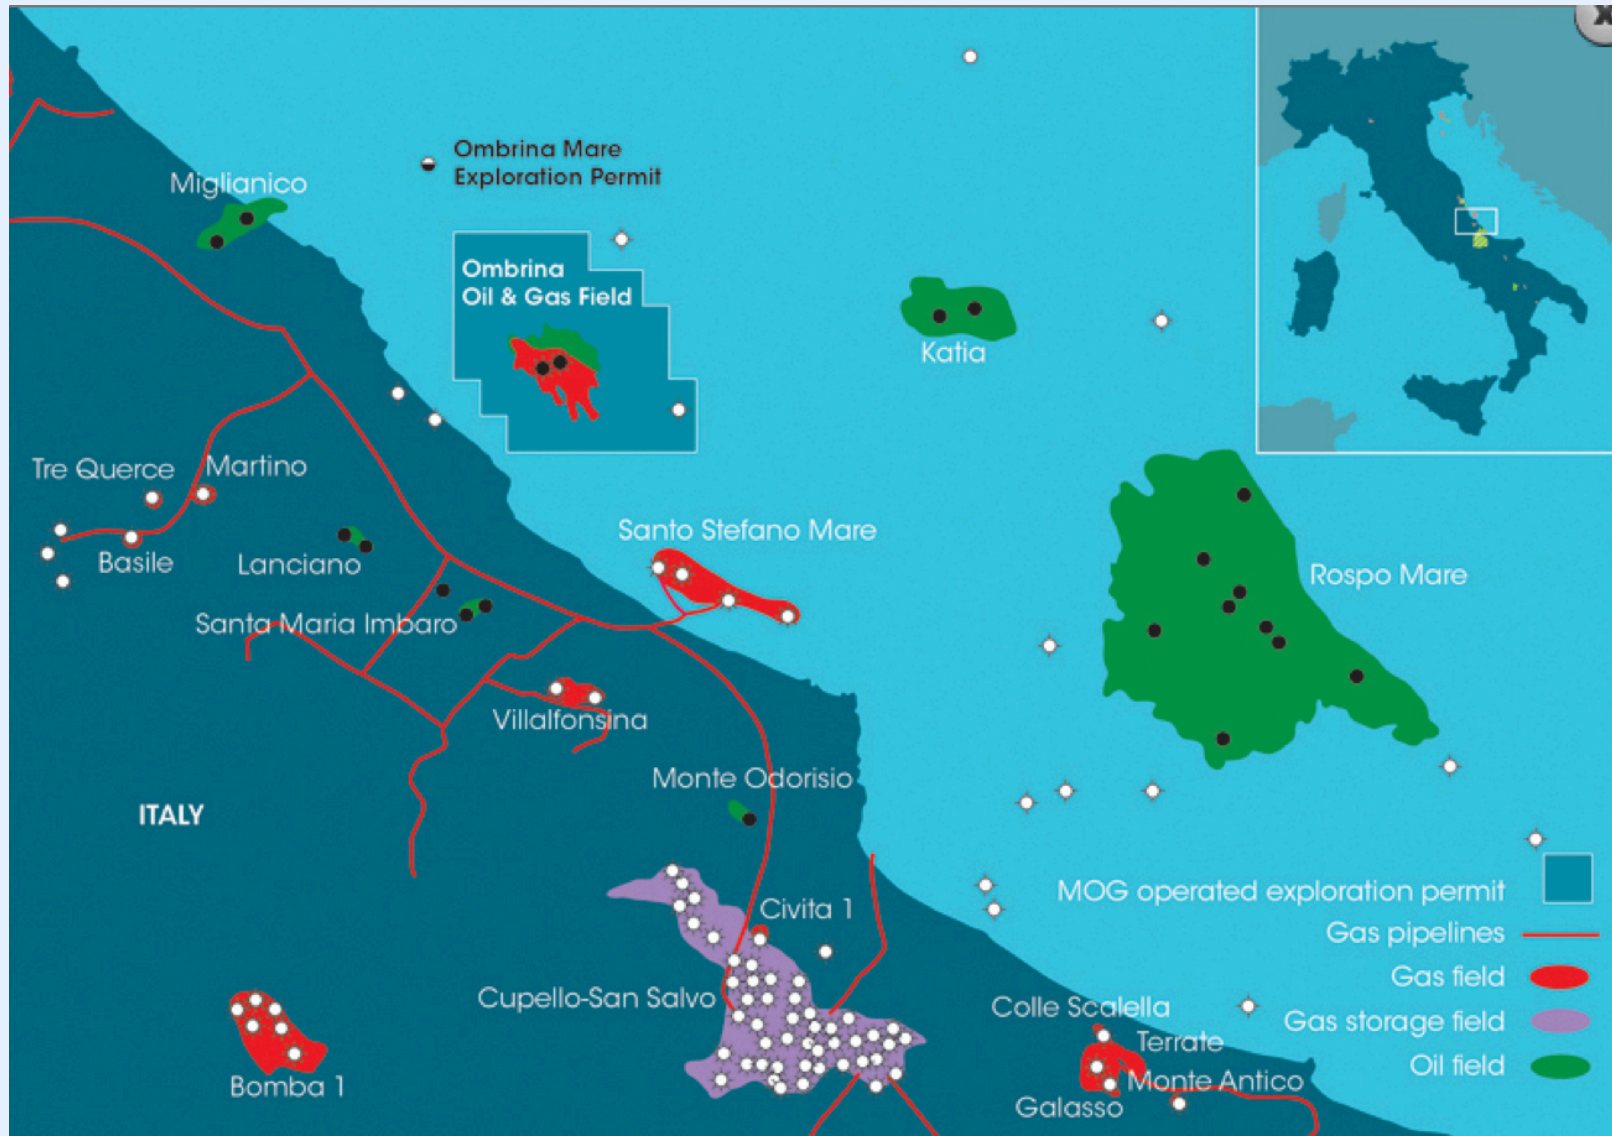 Ombrina Mare
Exploration Permit
Miglianico
Ombrina
Oil & Gas Field
Katia
Tre Querce
Martino
Basile
Lanciano
Santo Stefano Mare
Rospo Mare
Santa Maria Imbaro
Villalfonsina
Monte Odorisio
ITALY
Civita 1
Cupello-San Salvo
Bomba 1
Colle Scalella
Terrate
Monte Antico
Galasso
MOG operated exploration permit
Gas pipelines
Gas field
Gas storage field
Oil field